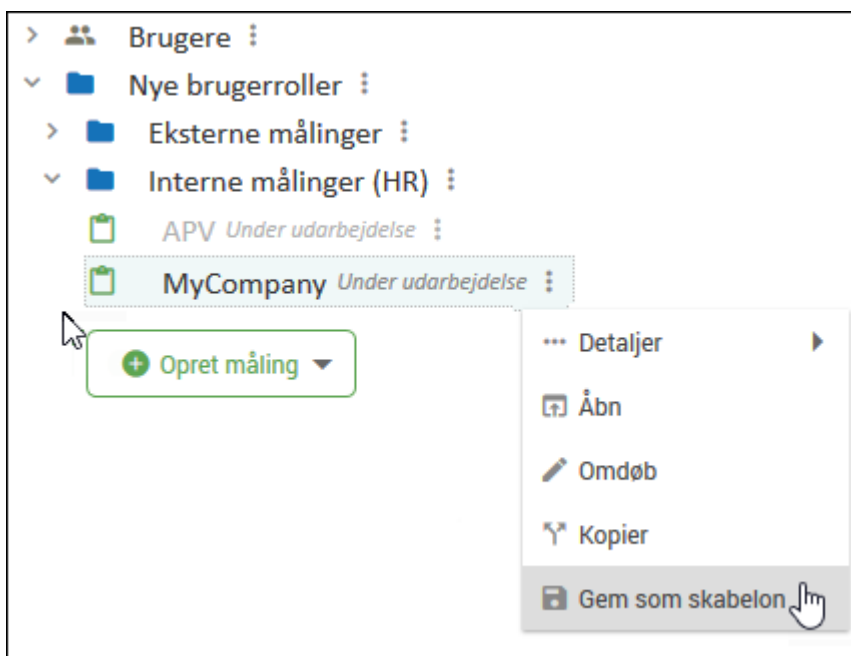 Brugere
Nye brugerroller
Eksterne målinger
Interne målinger (HR)
APV Under udarbejdelse
MyCompany Under udarbejdelse
Opret måling
Detaljer
Åbn
Omdøb
Kopier
Gem som skabelon